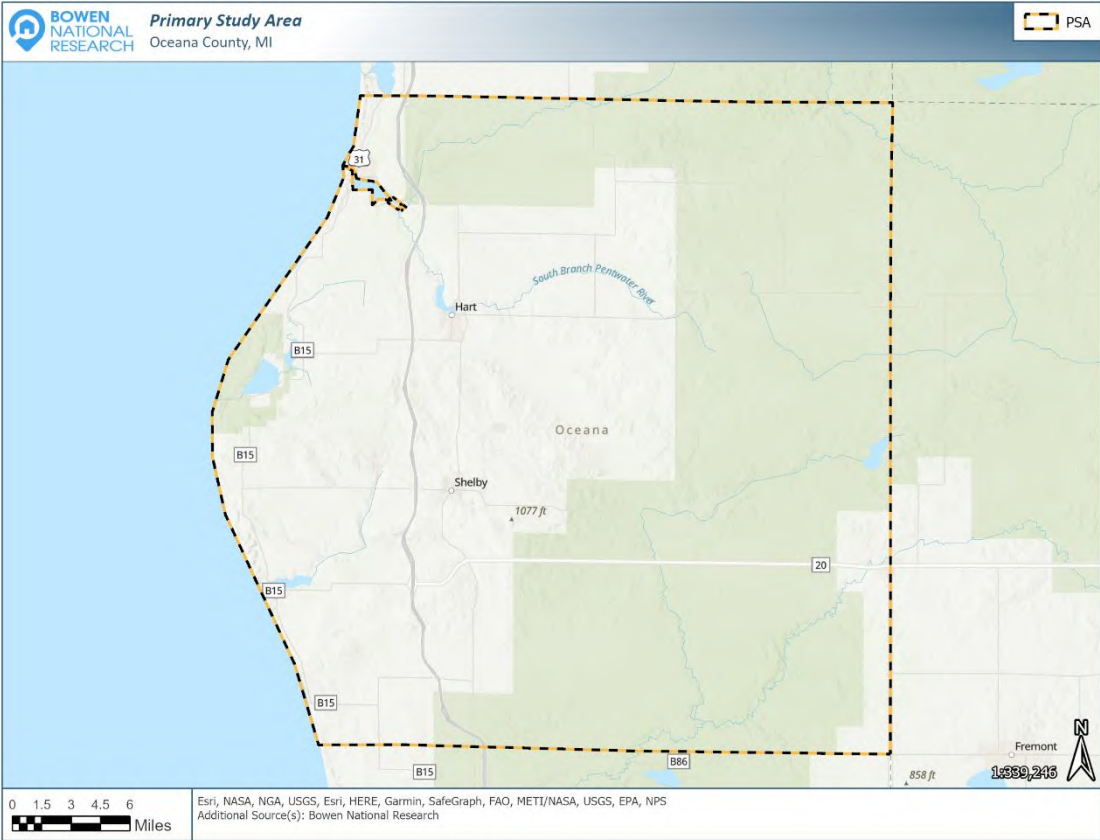 BOWEN
NATIONAL
RESEARCH
Primary Study Area
Oceana County, MI
PSA
31
South Branch Pentwater River
Hart
B15
Oceana
B15
Shelby
1077 ft
20
B15
B15
Fremont
B86
B15
858 ft
N
1:339,246
0 1.5 3 4.5 6
Miles
Esri, NASA, NGA, USGS, Esri, HERE, Garmin, SafeGraph, FAO, METI/NASA, USGS, EPA, NPS
Additional Source(s): Bowen National Research